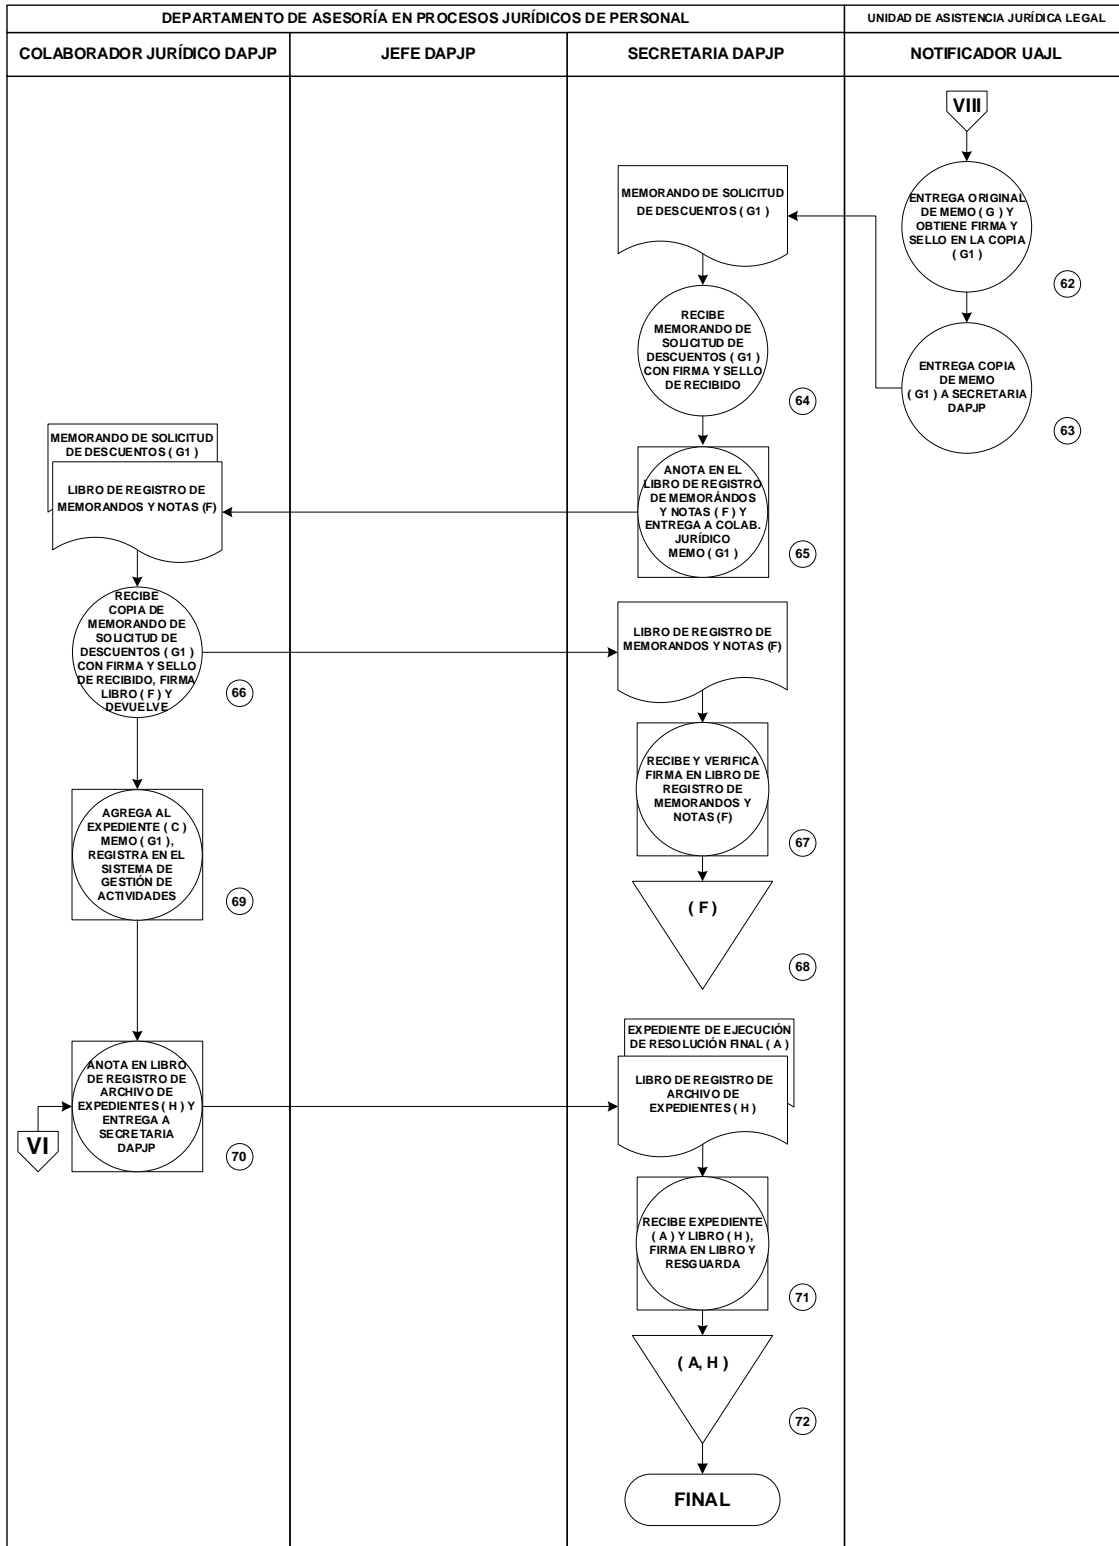 DEPARTAMENTO DE ASESORÍA EN PROCESOS JURÍDICOS DE PERSONAL
UNIDAD DE ASISTENCIA JURÍDICA LEGAL
COLABORADOR JURÍDICO DAPJP
JEFE DAPJP
SECRETARIA DAPJP
NOTIFICADOR UAJL
VIII
ENTREGA ORIGINAL
DE MEMO ( G ) Y
OBTIENE FIRMA Y
SELLO EN LA COPIA
( G1 )
62
ENTREGA COPIA
DE MEMO
( G1 ) A SECRETARIA
DAPJP
63
MEMORANDO DE SOLICITUD
DE DESCUENTOS ( G1 )
RECIBE
MEMORANDO DE
SOLICITUD DE
DESCUENTOS ( G1 )
CON FIRMA Y SELLO
DE RECIBIDO
64
ANOTA EN EL
LIBRO DE REGISTRO
DE MEMORÁNDOS
Y NOTAS ( F ) Y
ENTREGA A COLAB.
JURÍDICO
MEMO ( G1 )
65
MEMORANDO DE SOLICITUD
DE DESCUENTOS ( G1 )
LIBRO DE REGISTRO DE
MEMORANDOS Y NOTAS (F)
RECIBE
COPIA DE
MEMORANDO DE
SOLICITUD DE
DESCUENTOS ( G1 )
CON FIRMA Y SELLO
DE RECIBIDO, FIRMA
LIBRO ( F ) Y
DEVUELVE
66
LIBRO DE REGISTRO DE
MEMORANDOS Y NOTAS (F)
RECIBE Y VERIFICA
FIRMA EN LIBRO DE
REGISTRO DE
MEMORANDOS Y
NOTAS (F)
67
( F )
68
AGREGA AL
EXPEDIENTE ( C )
MEMO ( G1 ),
REGISTRA EN EL
SISTEMA DE
GESTIÓN DE
ACTIVIDADES
69
ANOTA EN LIBRO
DE REGISTRO DE
ARCHIVO DE
EXPEDIENTES ( H ) Y
ENTREGA A
SECRETARIA
DAPJP
VI
70
EXPEDIENTE DE EJECUCIÓN
DE RESOLUCIÓN FINAL ( A )
LIBRO DE REGISTRO DE
ARCHIVO DE
EXPEDIENTES ( H )
RECIBE EXPEDIENTE
( A ) Y LIBRO ( H ),
FIRMA EN LIBRO Y
RESGUARDA
71
( A, H )
72
FINAL